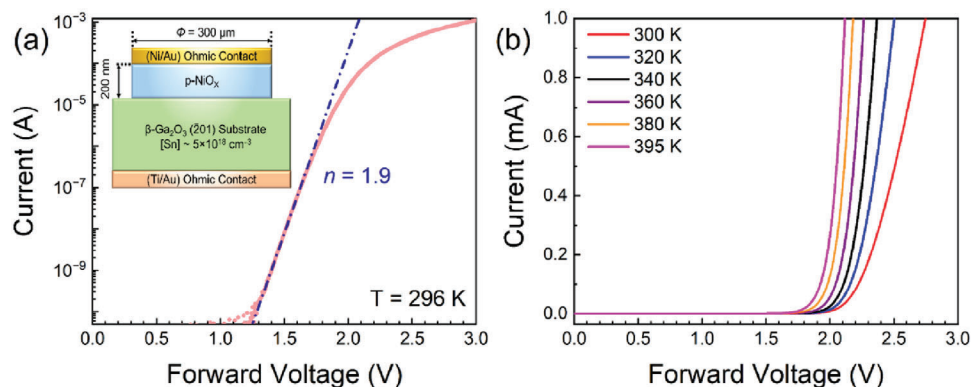 (a)
Current (A)
10⁻³
10⁻⁵
10⁻⁷
10⁻⁹
Φ = 300 μm
(Ni/Au) Ohmic Contact
200 nm
p-NiOₓ
β-Ga₂O₃ (2̄01) Substrate
[Sn] ~ 5×10¹⁸ cm⁻³
(Ti/Au) Ohmic Contact
n = 1.9
T = 296 K
0.0 0.5 1.0 1.5 2.0 2.5 3.0
Forward Voltage (V)
(b)
Current (mA)
1.0
0.8
0.6
0.4
0.2
0.0
300 K
320 K
340 K
360 K
380 K
395 K
0.0 0.5 1.0 1.5 2.0 2.5 3.0
Forward Voltage (V)